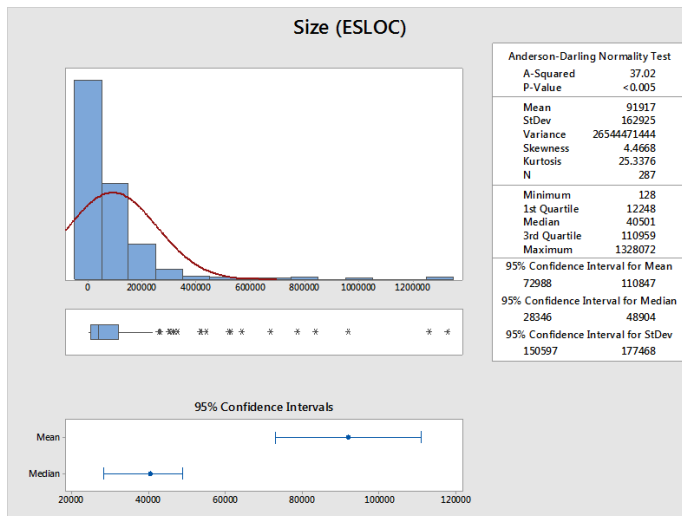 Size (ESLOC)
0 200000 400000 600000 800000 1000000 1200000
95% Confidence Intervals
Mean
Median
20000 40000 60000 80000 100000 120000
Anderson-Darling Normality Test
A-Squared 37.02
P-Value <0.005
Mean 91917
StDev 162925
Variance 26544471444
Skewness 4.4668
Kurtosis 25.3376
N 287
Minimum 128
1st Quartile 12248
Median 40501
3rd Quartile 110959
Maximum 1328072
95% Confidence Interval for Mean
72988 110847
95% Confidence Interval for Median
28346 48904
95% Confidence Interval for StDev
150597 177468